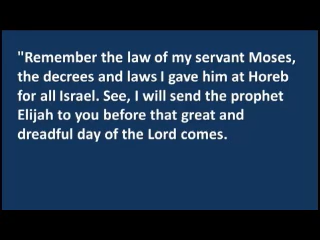 "Remember the law of my servant Moses,
the decrees and laws I gave him at Horeb
for all Israel. See, I will send the prophet
Elijah to you before that great and
dreadful day of the Lord comes.